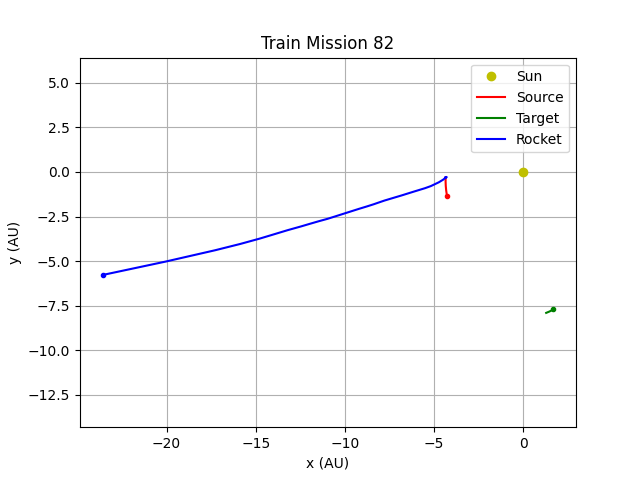 Train Mission 82
Sun
Source
Target
Rocket
5.0
2.5
0.0
−2.5
−5.0
−7.5
−10.0
−12.5
y (AU)
−20
−15
−10
−5
0
x (AU)